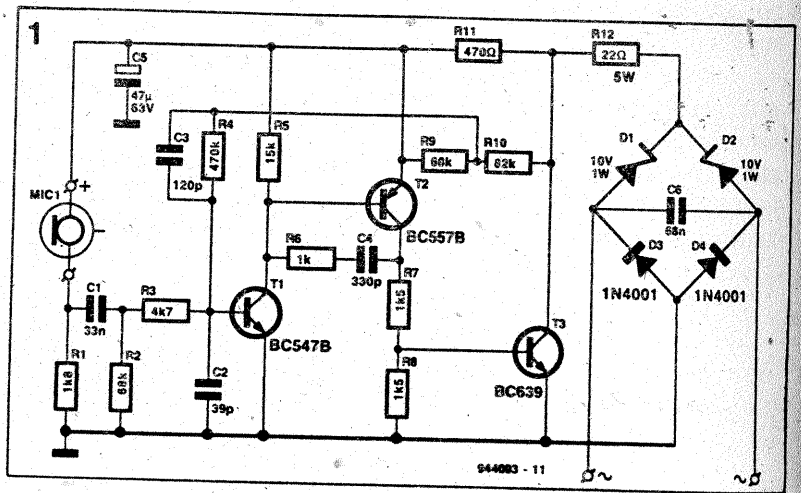 1
R11
470Ω
R12
22Ω
5W
C5
47µ
63V
C3
120p
R4
470k
R5
15k
R9
68k
R10
82k
D1
10V
1W
D2
10V
1W
C6
68n
D3
1N4001
D4
1N4001
MIC1
+
T2
BC557B
R6
1k
C4
330p
R7
1k5
C1
33n
R3
4k7
T1
BC547B
T3
BC639
R1
1k8
R2
68k
C2
39p
R8
1k5
944093 - 11
~
~